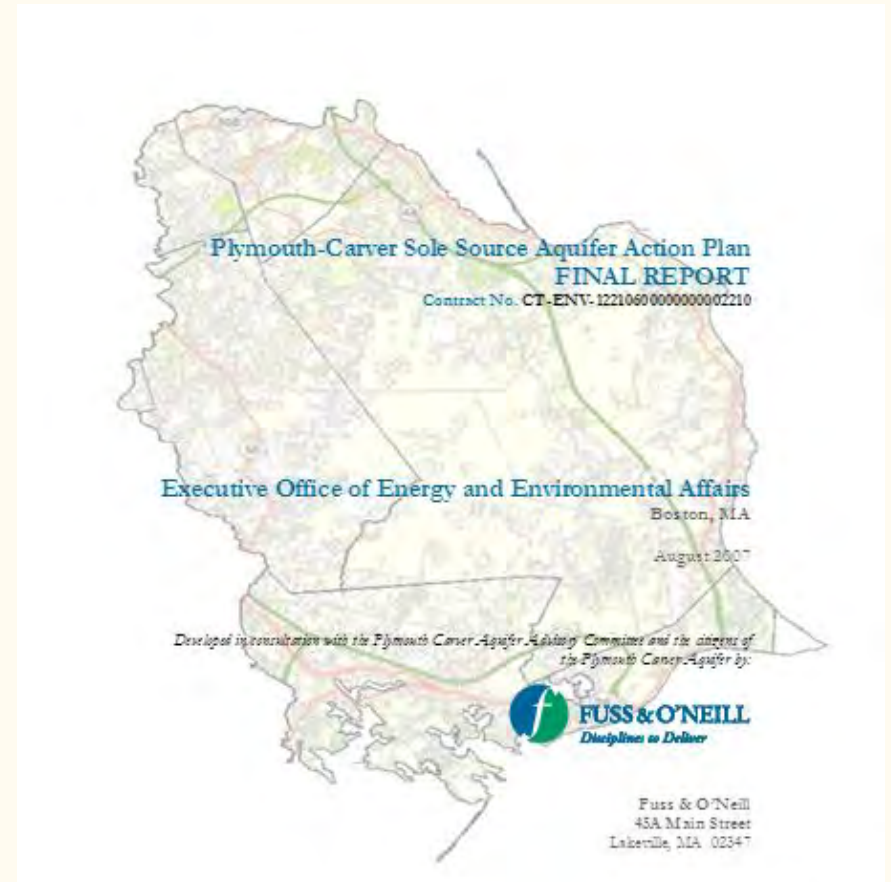 Plymouth-Carver Sole Source Aquifer Action Plan
FINAL REPORT
Contract No. CT-ENV-12210600000000002210
Executive Office of Energy and Environmental Affairs
Boston, MA
August 2007
Developed in consultation with the Plymouth Carver Aquifer Advisory Committee and the citizens of
the Plymouth Carver Aquifer by:
f
FUSS & O'NEILL
Disciplines to Deliver
Fuss & O'Neill
45A Main Street
Lakeville, MA 02347